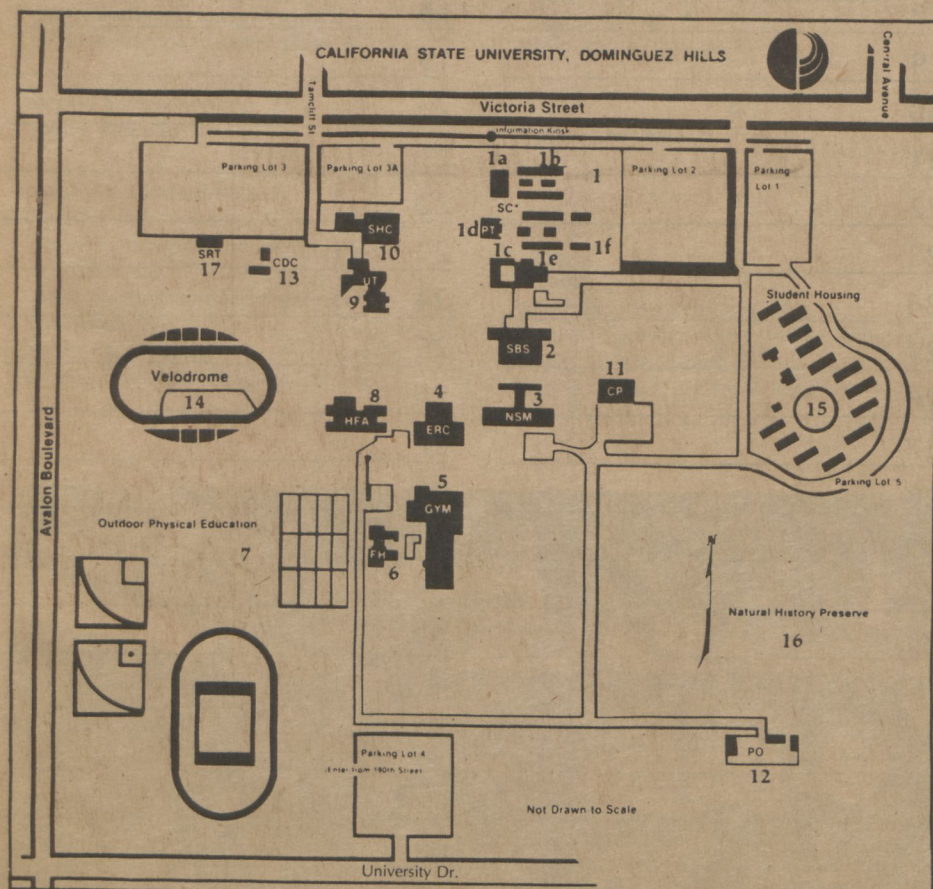 CALIFORNIA STATE UNIVERSITY, DOMINGUEZ HILLS
Central Avenue
Tamcliff St
Victoria Street
Information Kiosk
1a
1b
1
Parking Lot 3
Parking Lot 3A
Parking Lot 2
Parking
Lot 1
SC
SHC
1d
PT
10
SRT
17
CDC
13
1c
1e
1f
UT
9
Student Housing
SBS
2
Velodrome
14
11
CP
8
HFA
4
ERC
3
NSM
15
Parking Lot 5
Avalon Boulevard
5
GYM
Outdoor Physical Education
7
FH
6
N
Natural History Preserve
16
Parking Lot 4
(Enter from 190th Street)
PO
12
Not Drawn to Scale
University Dr.